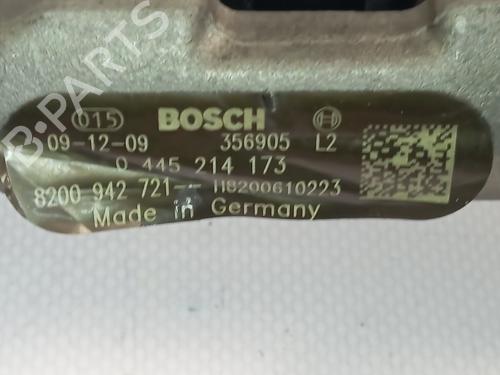 B-PARTS
015 BOSCH
09-12-09 356905 L2
0 445 214 173
8200 942 721-- H8200610223
Made in Germany